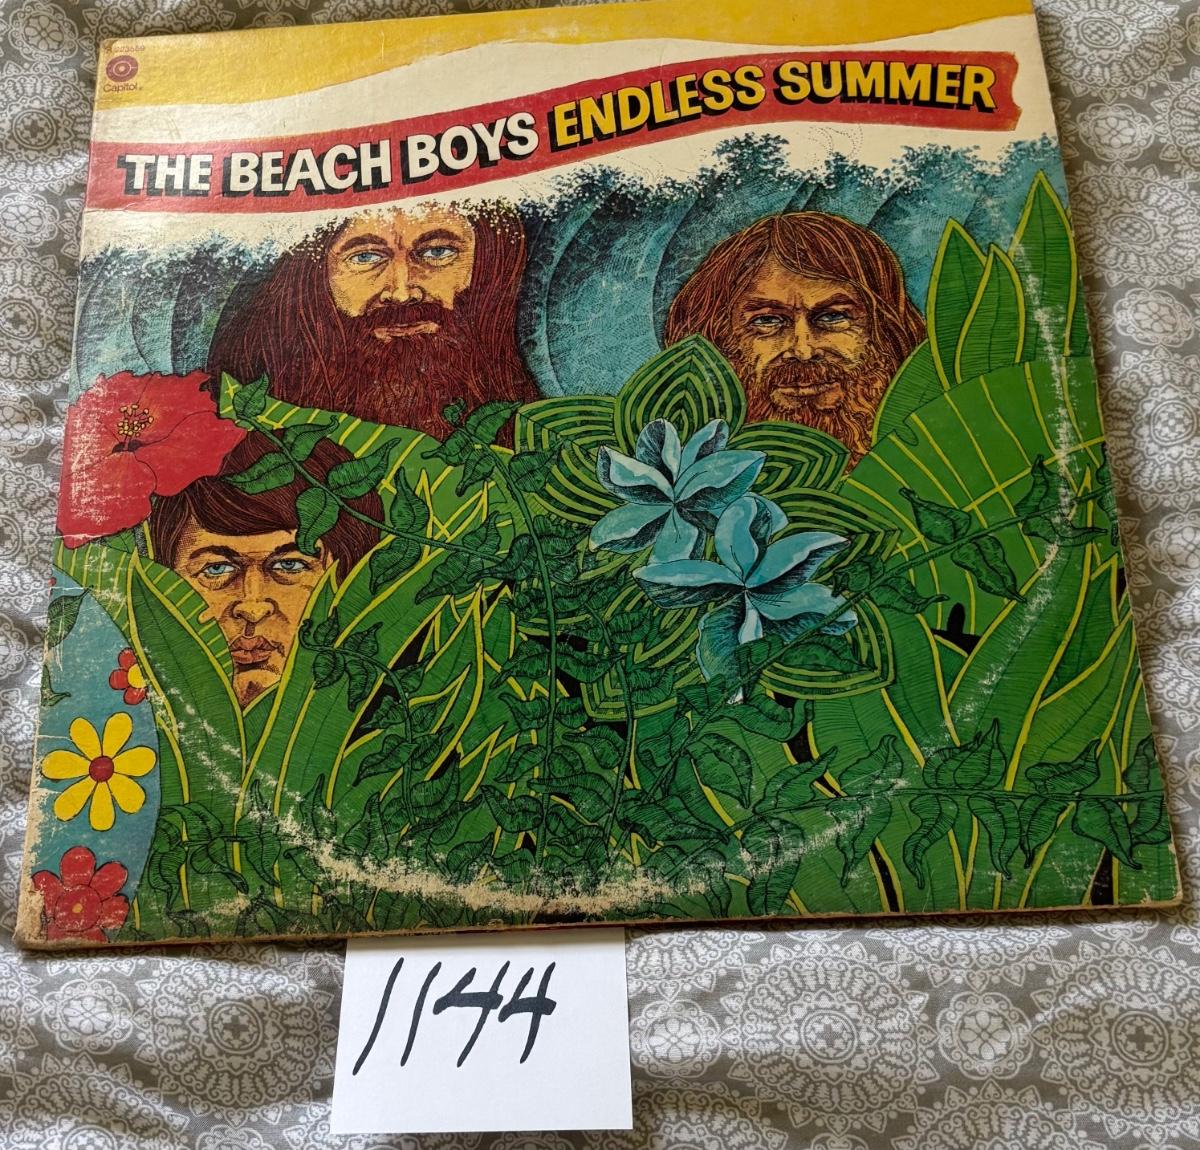 Capitol®
THE BEACH BOYS ENDLESS SUMMER
1144